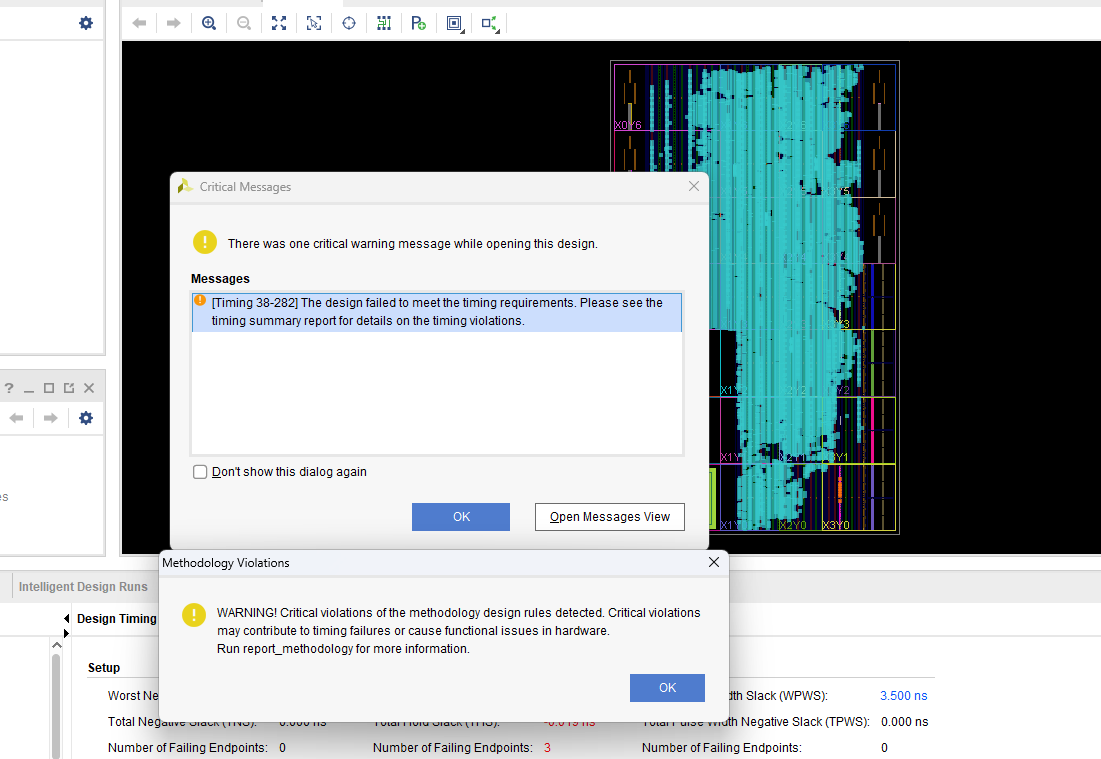 X0Y6
Critical Messages
There was one critical warning message while opening this design.
Messages
[Timing 38-282] The design failed to meet the timing requirements. Please see the
timing summary report for details on the timing violations.
Don't show this dialog again
OK
Open Messages View
X2Y0
X3Y0
Methodology Violations
Intelligent Design Runs
WARNING! Critical violations of the methodology design rules detected. Critical violations
may contribute to timing failures or cause functional issues in hardware.
Run report_methodology for more information.
OK
Design Timing
Setup
Worst Ne
dth Slack (WPWS): 3.500 ns
Total Negative Slack (TNS): 0.000 ns Total Hold Slack (THS): -0.019 ns Total Pulse Width Negative Slack (TPWS): 0.000 ns
Number of Failing Endpoints: 0 Number of Failing Endpoints: 3 Number of Failing Endpoints: 0